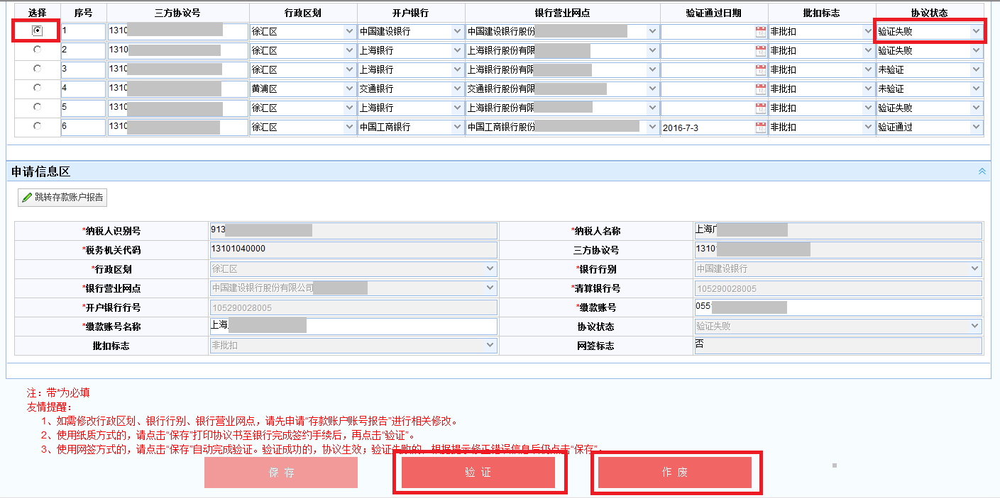 选择 序号 三方协议号 行政区划 开户银行 银行营业网点 验证通过日期 批扣标志 协议状态
1 1310 徐汇区 中国建设银行 中国建设银行股份 非批扣 验证失败
2 1310 徐汇区 上海银行 上海银行股份有限 非批扣 验证失败
3 1310 徐汇区 上海银行 上海银行股份有限 非批扣 未验证
4 1310 黄浦区 交通银行 交通银行股份有限 非批扣 未验证
5 1310 徐汇区 上海银行 上海银行股份有限 非批扣 验证失败
6 1310 徐汇区 中国工商银行 中国工商银行股份 2016-7-3 非批扣 验证通过
申请信息区
跳转存款账户报告
*纳税人识别号 913 *纳税人名称 上海广
*税务机关代码 13101040000 三方协议号 1310
*行政区划 徐汇区 *银行行别 中国建设银行
*银行营业网点 中国建设银行股份有限公司 *清算银行号 105290028005
*开户银行行号 105290028005 *缴款账号 055
*缴款账号名称 上海 协议状态 验证失败
批扣标志 非批扣 网签标志 否
注：带*为必填
友情提醒：
1、如需修改行政区划、银行行别、银行营业网点，请先申请“存款账户账号报告”进行相关修改。
2、使用纸质方式的，请点击“保存”打印协议书至银行完成签约手续后，再点击“验证”。
3、使用网签方式的，请点击“保存”自动完成验证。验证成功的，协议生效；验证失败的，根据提示修正错误信息后仍点击“保存”。
保存 验证 作废